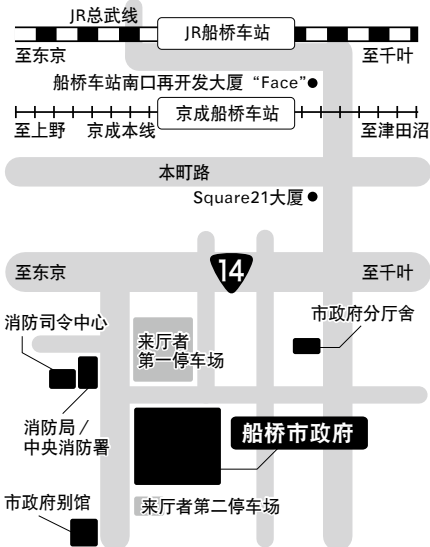 JR总武线
JR船桥车站
至东京
至千叶
船桥车站南口再开发大厦“Face”
京成船桥车站
至上野
京成本线
至津田沼
本町路
Square21大厦
至东京
14
至千叶
消防司令中心
市政府分厅舍
来厅者
第一停车场
消防局/
中央消防署
船桥市政府
市政府别馆
来厅者第二停车场